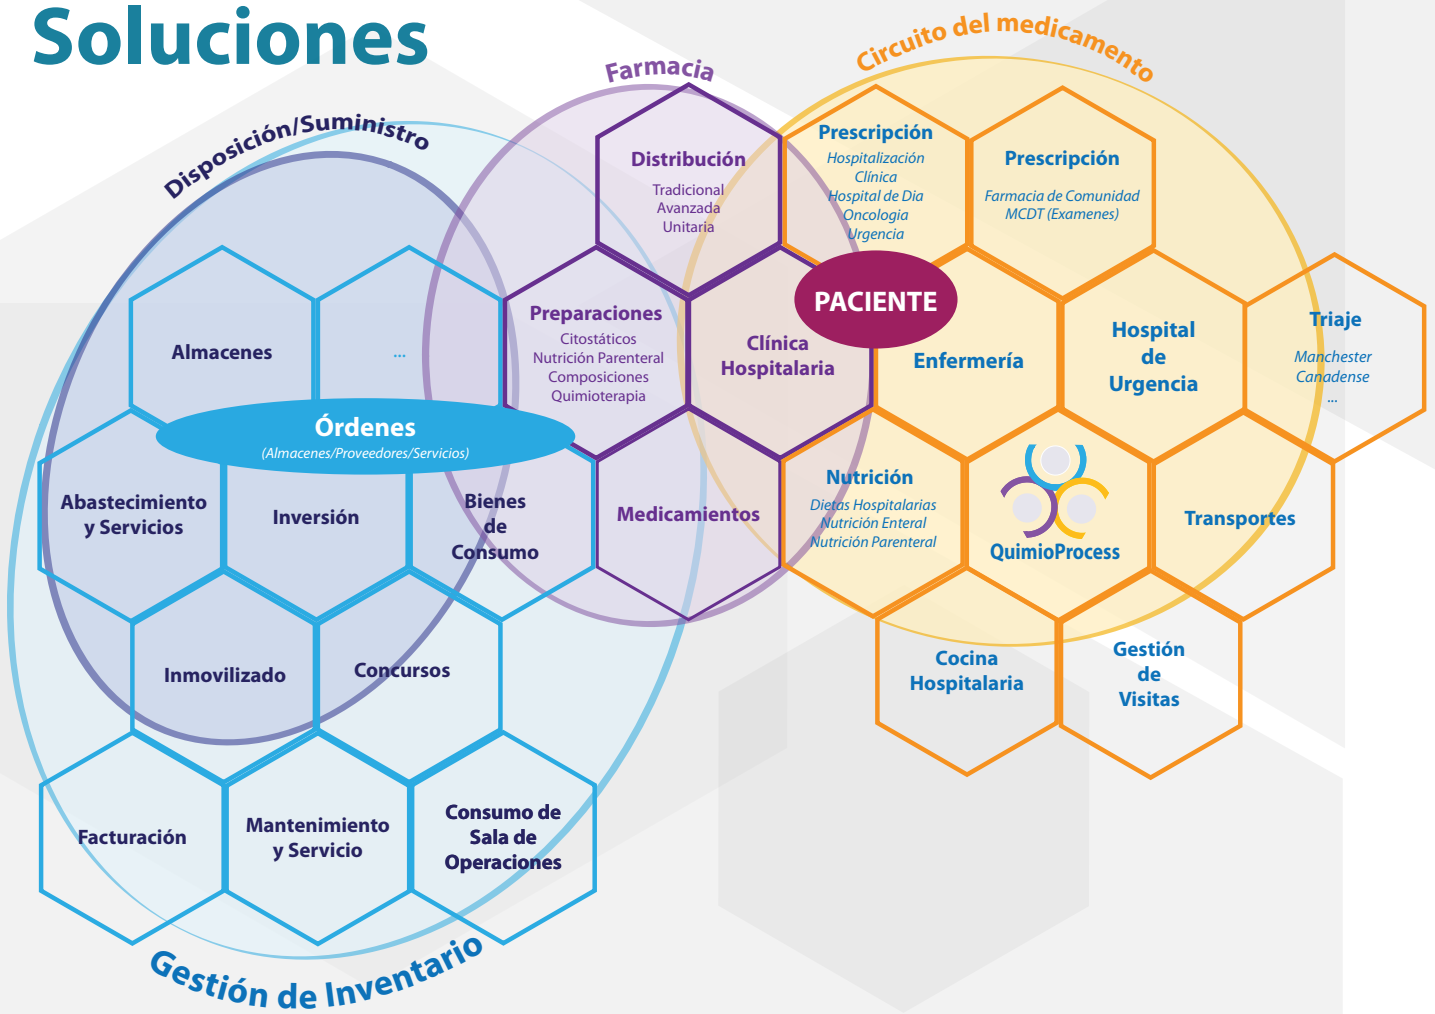 Soluciones
Disposición/Suministro
Farmacia
Circuito del medicamento
Distribución
Tradicional
Avanzada
Unitaria
Prescripción
Hospitalización
Clínica
Hospital de Dia
Oncologia
Urgencia
Prescripción
Farmacia de Comunidad
MCDT (Examenes)
PACIENTE
Almacenes
...
Preparaciones
Citostáticos
Nutrición Parenteral
Composiciones
Quimioterapia
Clínica
Hospitalaria
Enfermería
Hospital
de
Urgencia
Triaje
Manchester
Canadense
...
Órdenes
(Almacenes/Proveedores/Servicios)
Abastecimiento
y Servicios
Inversión
Bienes
de
Consumo
Medicamientos
Nutrición
Dietas Hospitalarias
Nutrición Enteral
Nutrición Parenteral
QuimioProcess
Transportes
Inmovilizado
Concursos
Cocina
Hospitalaria
Gestión
de
Visitas
Facturación
Mantenimiento
y Servicio
Consumo de
Sala de
Operaciones
Gestión de Inventario